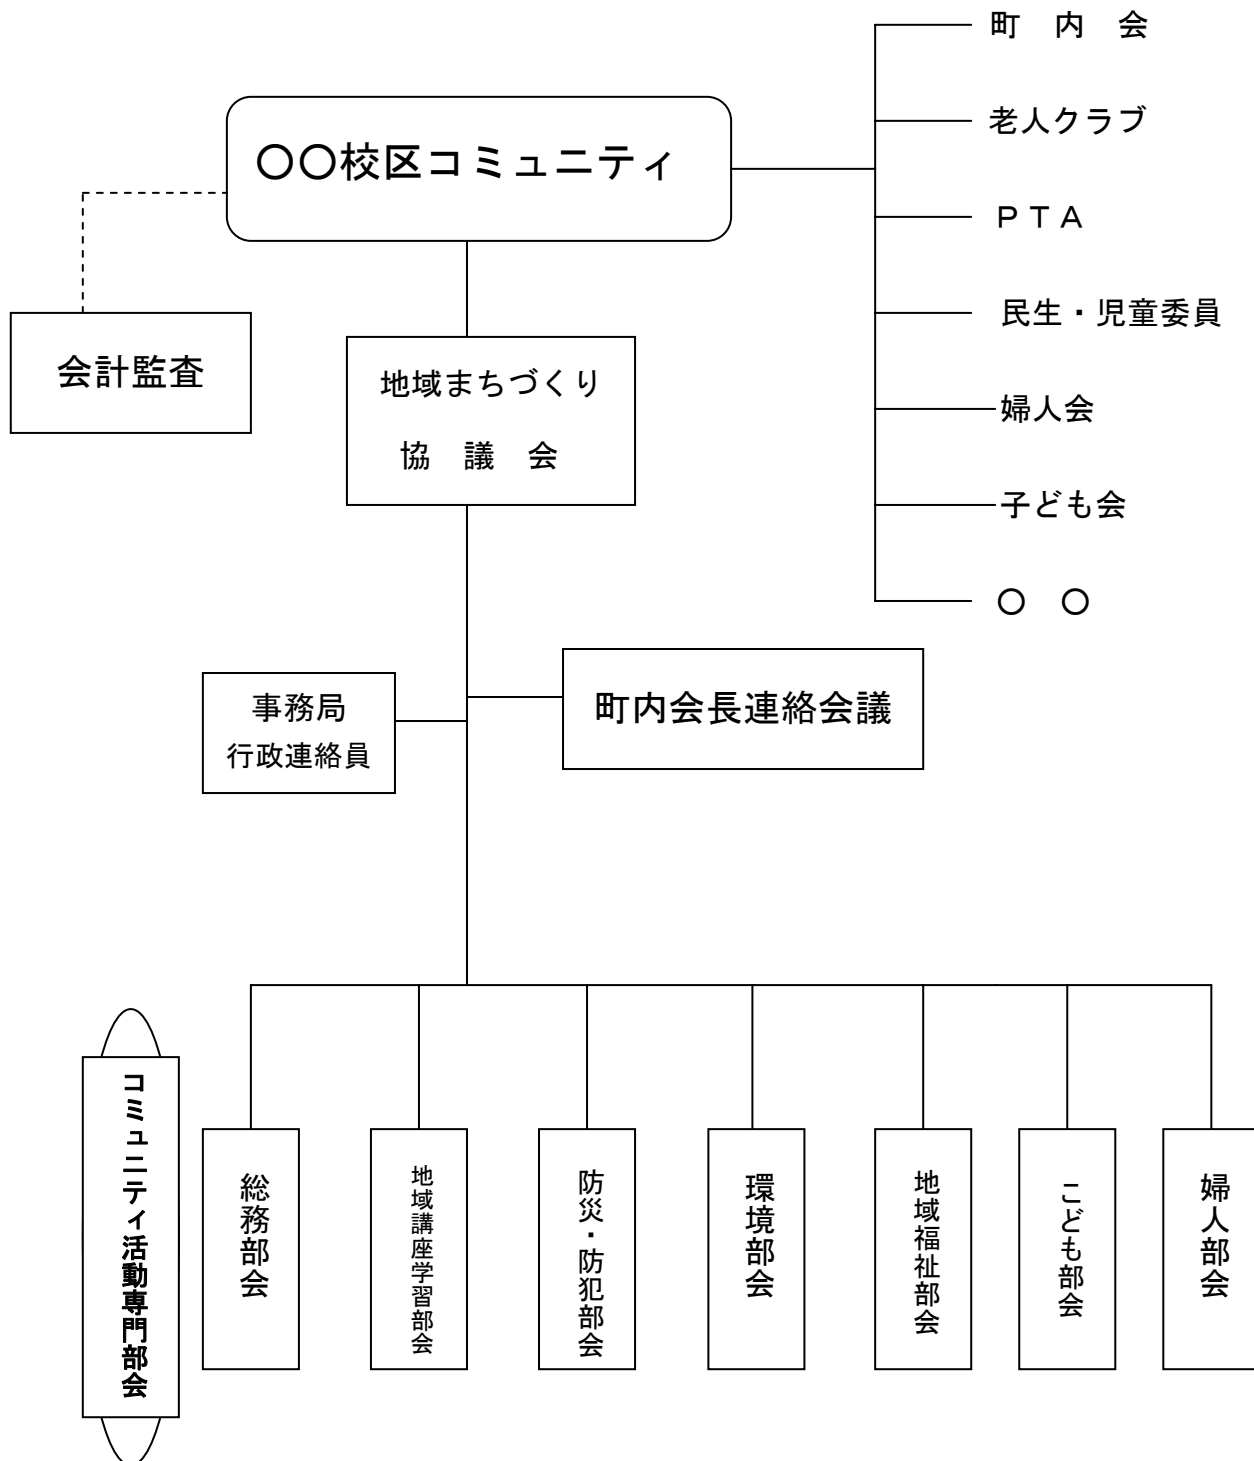 町　内　会
老人クラブ
ＰＴＡ
民生・児童委員
婦人会
子ども会
〇　〇
〇〇校区コミュニティ
会計監査
地域まちづくり
協　議　会
事務局
行政連絡員
町内会長連絡会議
コミュニティ活動専門部会
総務部会
地域講座学習部会
防災・防犯部会
環境部会
地域福祉部会
こども部会
婦人部会